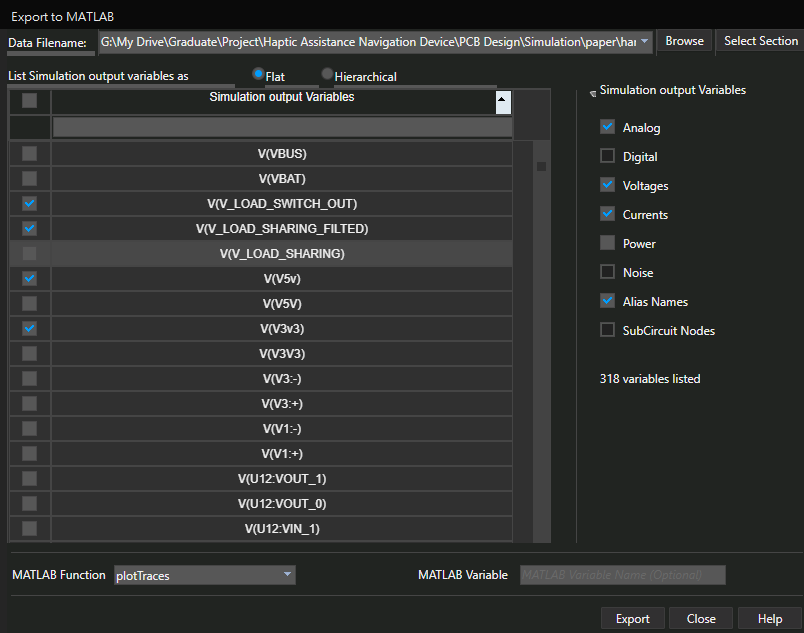 Export to MATLAB
Data Filename: G:\My Drive\Graduate\Project\Haptic Assistance Navigation Device\PCB Design\Simulation\paper\har Browse Select Section
List Simulation output variables as Flat Hierarchical
Simulation output Variables
V(VBUS)
V(VBAT)
V(V_LOAD_SWITCH_OUT)
V(V_LOAD_SHARING_FILTED)
V(V_LOAD_SHARING)
V(V5v)
V(V5V)
V(V3v3)
V(V3V3)
V(V3:-)
V(V3:+)
V(V1:-)
V(V1:+)
V(U12:VOUT_1)
V(U12:VOUT_0)
V(U12:VIN_1)
Simulation output Variables
Analog
Digital
Voltages
Currents
Power
Noise
Alias Names
SubCircuit Nodes
318 variables listed
MATLAB Function plotTraces MATLAB Variable MATLAB Variable Name (Optional)
Export Close Help